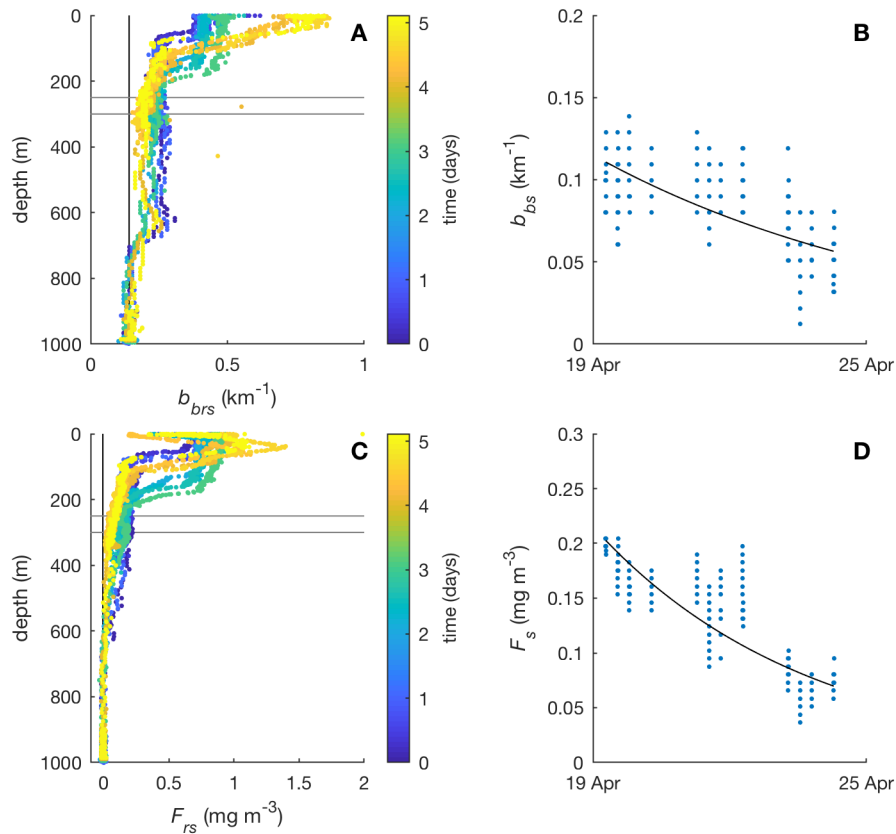 A
0
200
400
600
800
1000
depth (m)
0
0.5
1
b_brs (km⁻¹)
5
4
3
2
1
0
time (days)
B
0.2
0.15
0.1
0.05
0
b_bs (km⁻¹)
19 Apr
25 Apr
C
0
200
400
600
800
1000
depth (m)
0
0.5
1
1.5
2
F_rs (mg m⁻³)
5
4
3
2
1
0
time (days)
D
0.3
0.25
0.2
0.15
0.1
0.05
0
F_s (mg m⁻³)
19 Apr
25 Apr